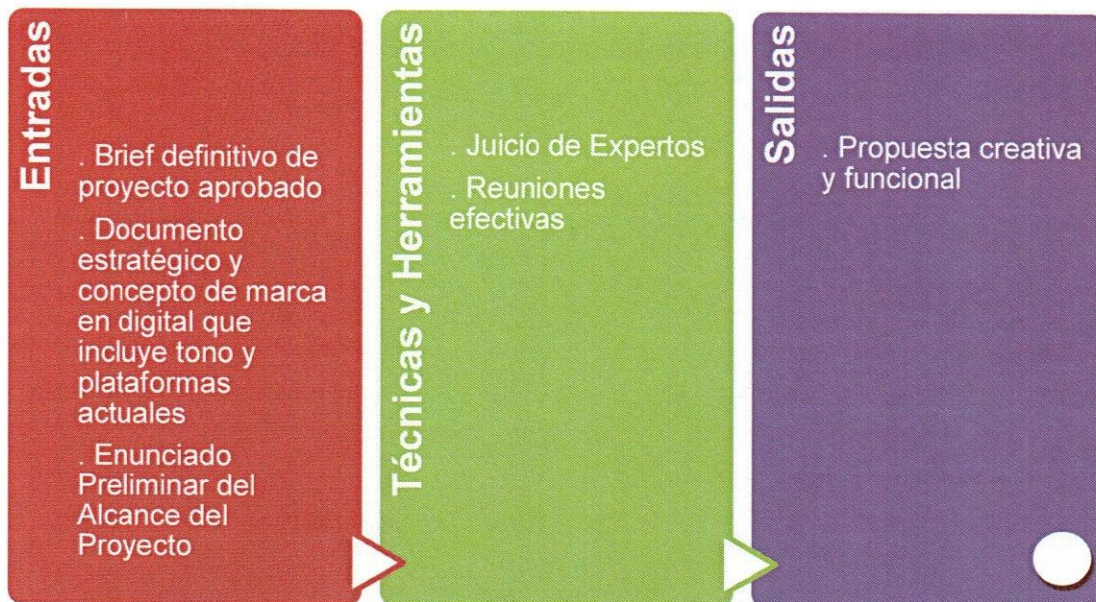 Entradas
. Brief definitivo de
proyecto aprobado
. Documento
estratégico y
concepto de marca
en digital que
incluye tono y
plataformas
actuales
. Enunciado
Preliminar del
Alcance del
Proyecto
Técnicas y Herramientas
. Juicio de Expertos
. Reuniones
efectivas
Salidas
. Propuesta creativa
y funcional